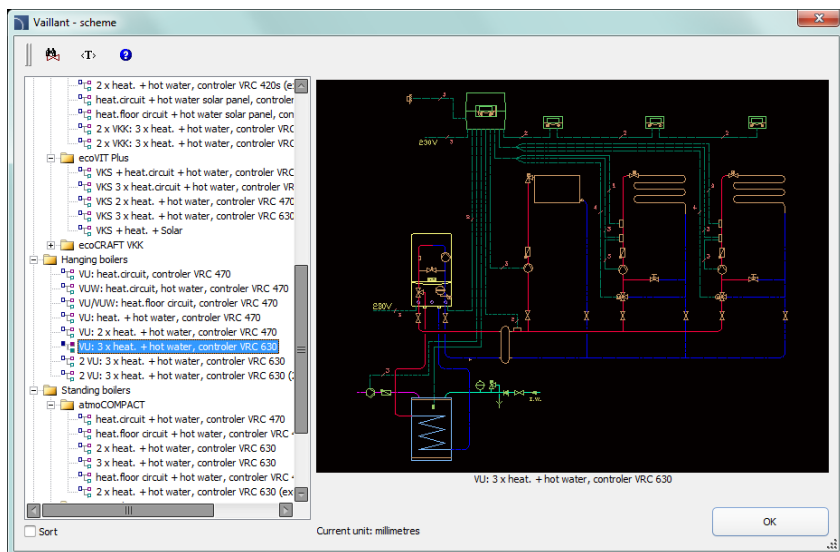 Vaillant - scheme
<T>
2 x heat. + hot water, controler VRC 420s (e
heat.circuit + hot water solar panel, controler
heat.floor circuit + hot water solar panel, con
2 x VKK: 3 x heat. + hot water, controler VRC
2 x VKK: 3 x heat. + hot water, controler VRC
ecoVIT Plus
VKS + heat.circuit + hot water, controler VRC
VKS 3 x heat.circuit + hot water, controler VR
VKS 2 x heat. + hot water, controler VRC 470
VKS 3 x heat. + hot water, controler VRC 630
VKS + heat. + Solar
ecoCRAFT VKK
Hanging boilers
VU: heat.circuit, controler VRC 470
VUW: heat.circuit, hot water, controler VRC 470
VU/VUW: heat.floor circuit, controler VRC 470
VU: heat. + hot water, controler VRC 470
VU: 2 x heat. + hot water, controler VRC 470
VU: 3 x heat. + hot water, controler VRC 630
2 VU: 3 x heat. + hot water, controler VRC 630
2 VU: 3 x heat. + hot water, controler VRC 630 (
Standing boilers
atmoCOMPACT
heat.circuit + hot water, controler VRC 470
heat.floor circuit + hot water, controler VRC
2 x heat. + hot water, controler VRC 630
3 x heat. + hot water, controler VRC 630
heat.floor circuit + hot water, controler VRC
2 x heat. + hot water, controler VRC 630 (ex
Sort
230V
230V
Z.W.
VU: 3 x heat. + hot water, controler VRC 630
Current unit: millimetres
OK